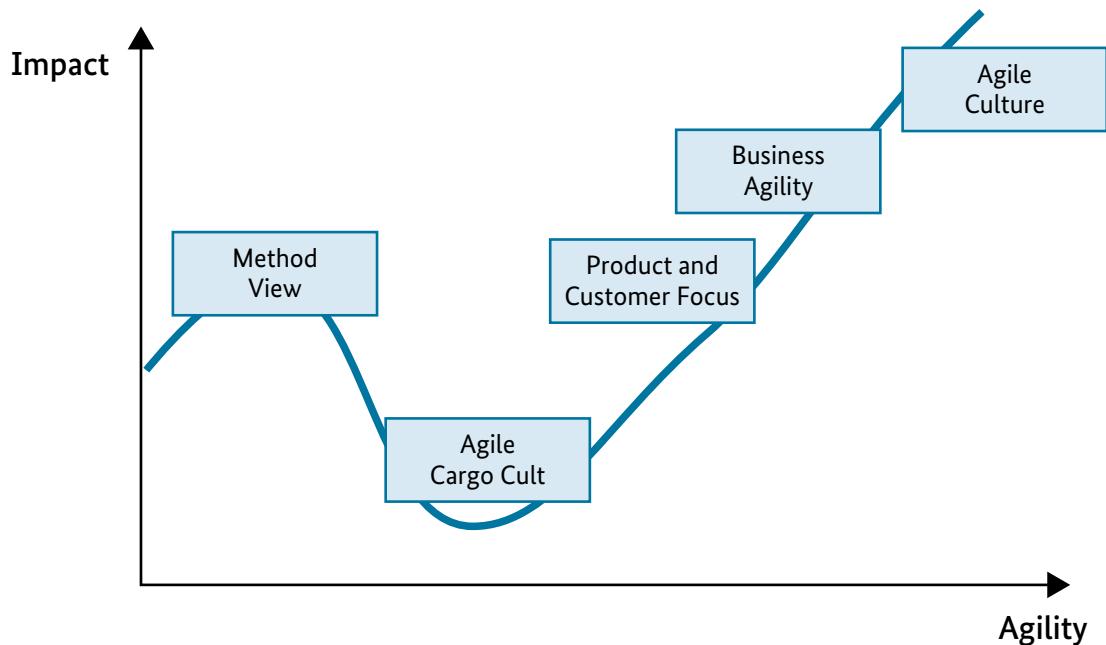 Impact
Agile
Culture
Business
Agility
Method
View
Product and
Customer Focus
Agile
Cargo Cult
Agility